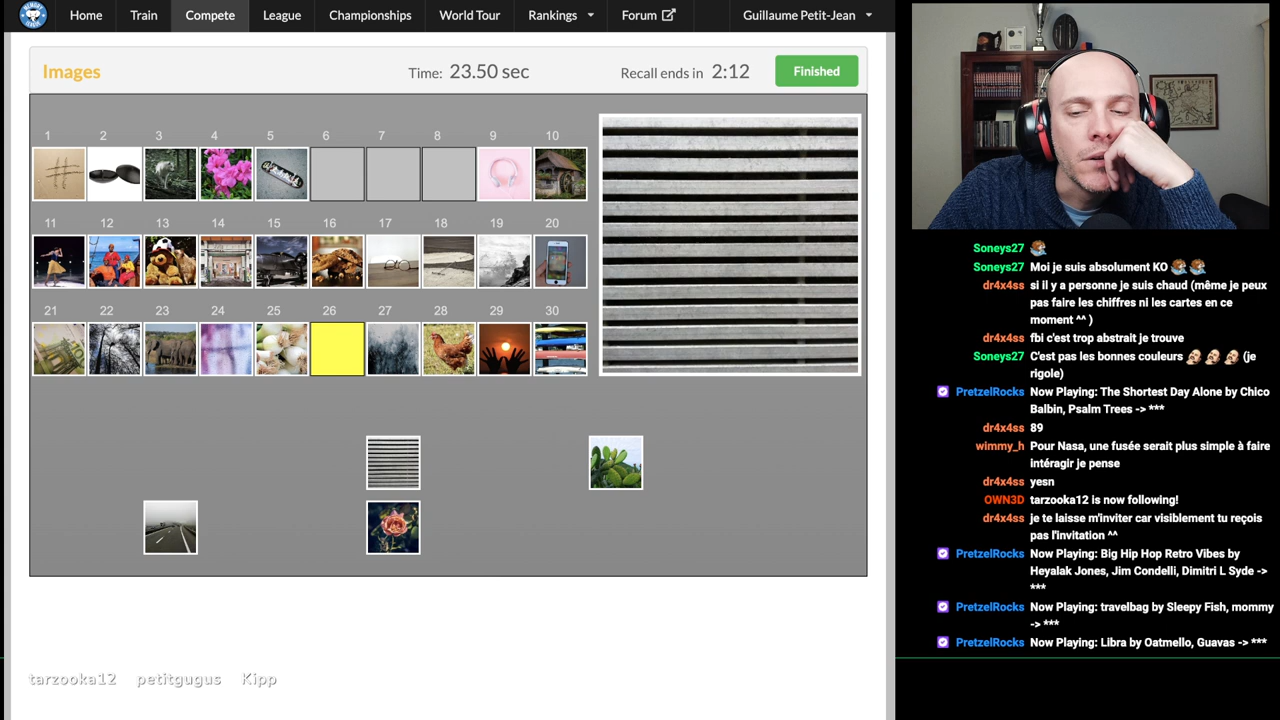 Home Train Compete League Championships World Tour Rankings Forum Guillaume Petit-Jean
Images Time: 23.50 sec Recall ends in 2:12 Finished
1 2 3 4 5 6 7 8 9 10
11 12 13 14 15 16 17 18 19 20
21 22 23 24 25 26 27 28 29 30
tarzooka12 petitgugus Kipp
Soneys27
Soneys27 Moi je suis absolument KO
dr4x4ss si il y a personne je suis chaud (même je peux
pas faire les chiffres ni les cartes en ce
moment ^^ )
dr4x4ss fbi c'est trop abstrait je trouve
Soneys27 C'est pas les bonnes couleurs (je
rigole)
PretzelRocks Now Playing: The Shortest Day Alone by Chico
Balbin, Psalm Trees -> ***
dr4x4ss 89
wimmy_h Pour Nasa, une fusée serait plus simple à faire
intéragir je pense
dr4x4ss yesn
OWN3D tarzooka12 is now following!
dr4x4ss je te laisse m'inviter car visiblement tu reçois
pas l'invitation ^^
PretzelRocks Now Playing: Big Hip Hop Retro Vibes by
Heyalak Jones, Jim Condelli, Dimitri L Syde ->
***
PretzelRocks Now Playing: travelbag by Sleepy Fish, mommy
-> ***
PretzelRocks Now Playing: Libra by Oatmello, Guavas -> ***